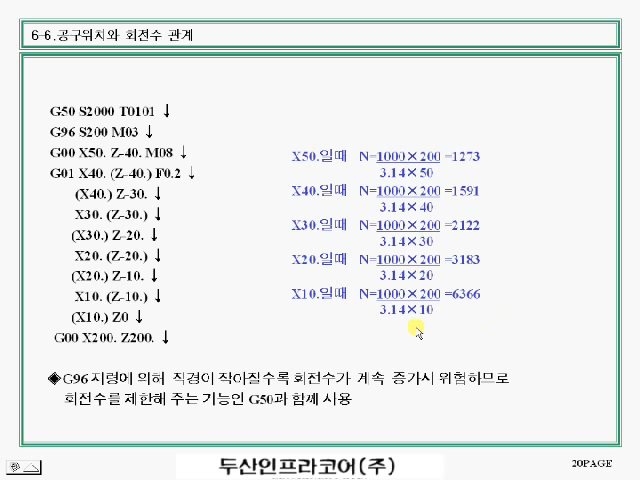 6-6.공구위치와 회전수 관계
G50 S2000 T0101 ↓
G96 S200 M03 ↓
G00 X50. Z-40. M08 ↓
G01 X40. (Z-40.) F0.2 ↓
(X40.) Z-30. ↓
X30. (Z-30.) ↓
(X30.) Z-20. ↓
X20. (Z-20.) ↓
(X20.) Z-10. ↓
X10. (Z-10.) ↓
(X10.) Z0 ↓
G00 X200. Z200. ↓
X50.일때 N=1000×200 =1273
3.14×50
X40.일때 N=1000×200 =1591
3.14×40
X30.일때 N=1000×200 =2122
3.14×30
X20.일때 N=1000×200 =3183
3.14×20
X10.일때 N=1000×200 =6366
3.14×10
◈G96 지령에 의해 직경이 작아질수록 회전수가 계속 증가시 위험하므로
회전수를 제한해 주는 기능인 G50과 함께 사용
두산인프라코어(주)
20PAGE